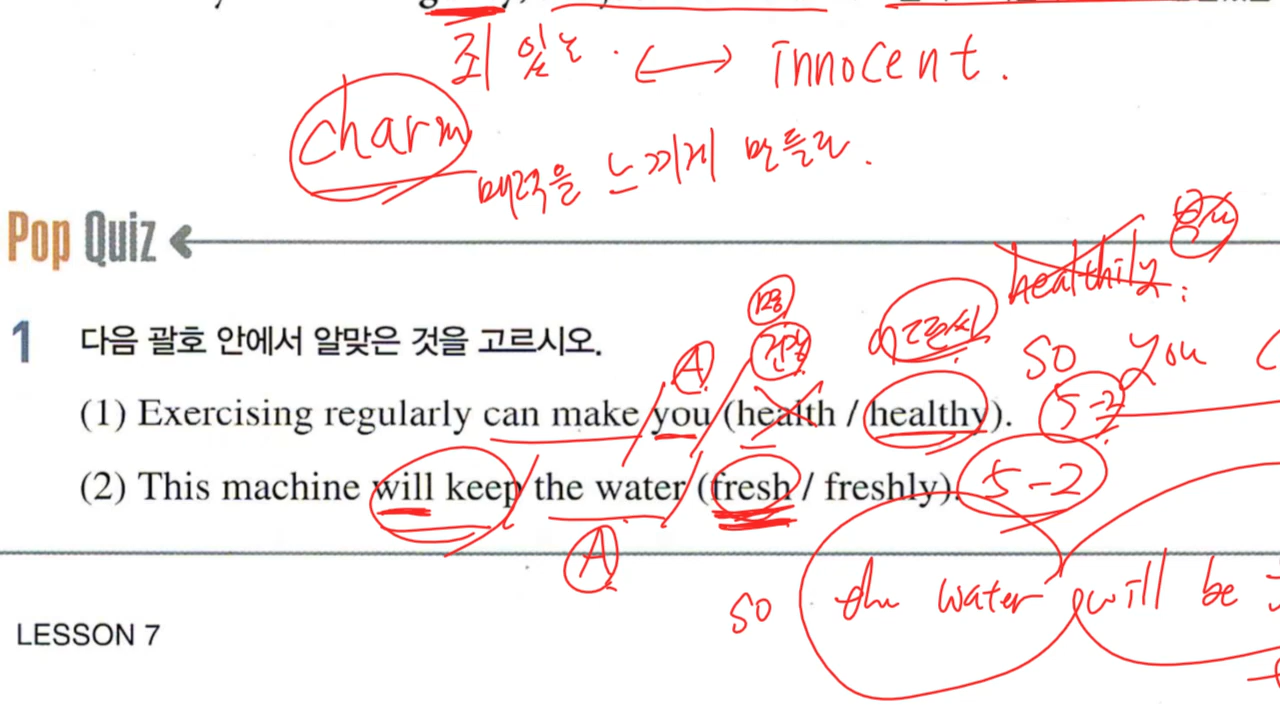 죄 있는 . ↔ innocent.
charm
매력을 느끼게 만들다.
Pop Quiz
healthily. 부사
1 다음 괄호 안에서 알맞은 것을 고르시오.
A 명 건강 so you
(1) Exercising regularly can make you (health / healthy). 5-2
(2) This machine will keep the water (fresh / freshly). 5-2
A
so the water will be
LESSON 7